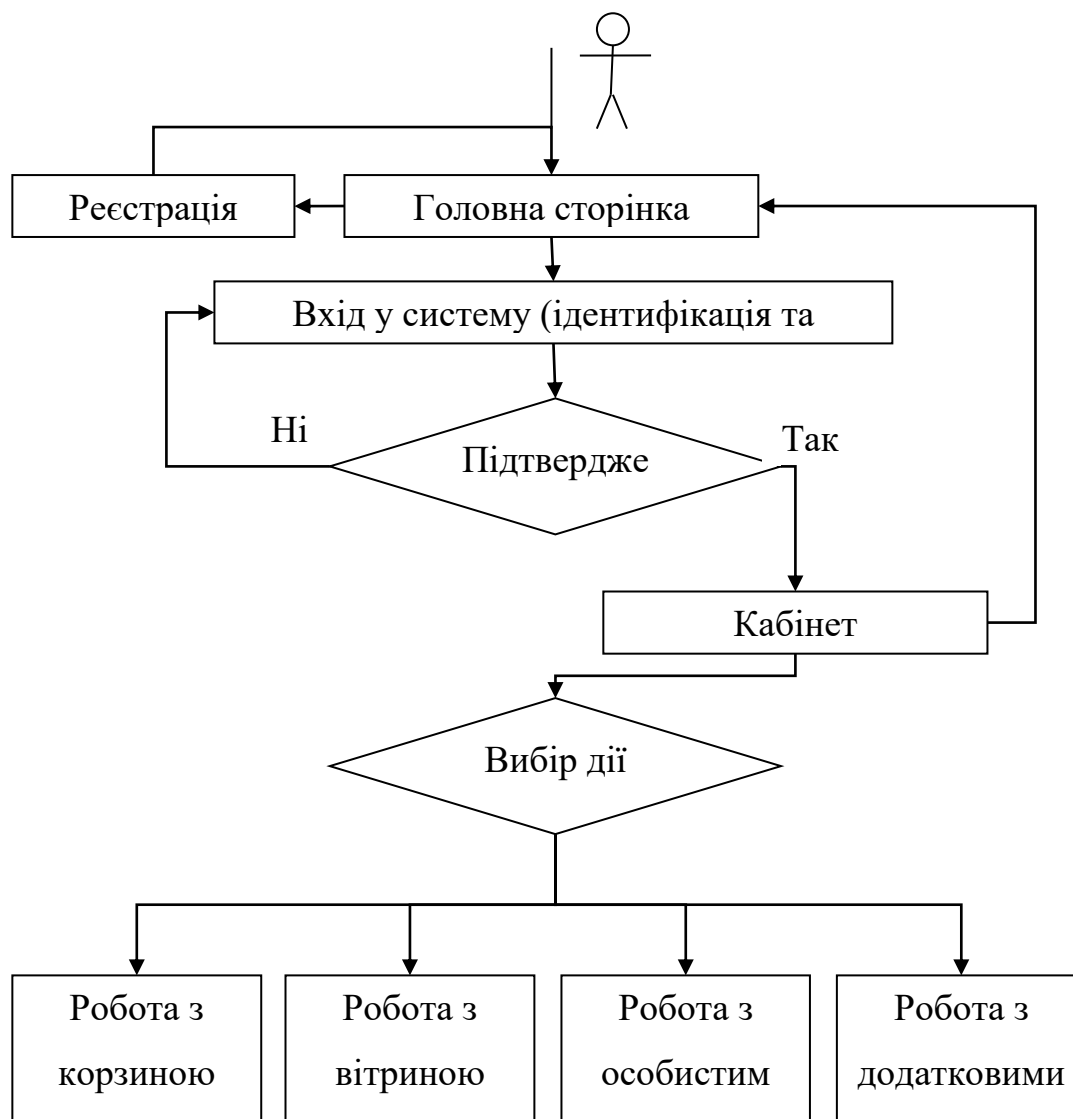 Реєстрація
Головна сторінка
Вхід у систему (ідентифікація та
Ні
Так
Підтвердже
Кабінет
Вибір дії
Робота з
корзиною
Робота з
вітриною
Робота з
особистим
Робота з
додатковими